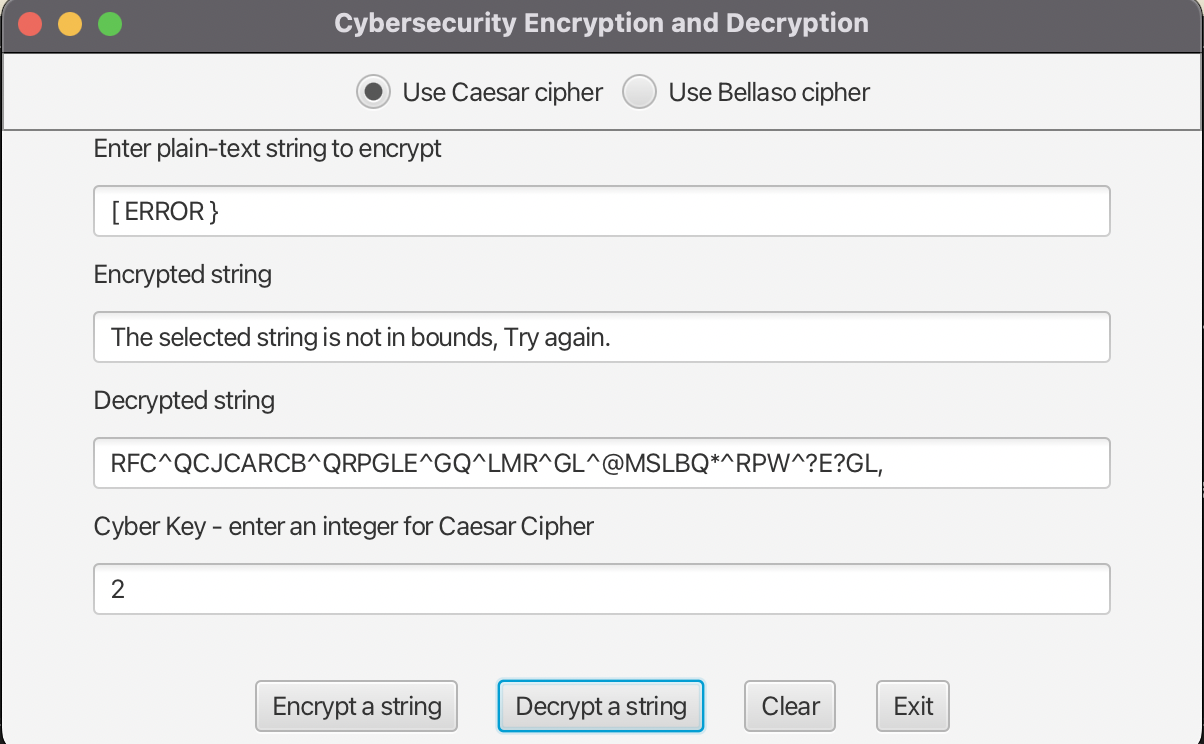 Cybersecurity Encryption and Decryption
Use Caesar cipher Use Bellaso cipher
Enter plain-text string to encrypt
[ ERROR }
Encrypted string
The selected string is not in bounds, Try again.
Decrypted string
RFC^QCJCARCB^QRPGLE^GQ^LMR^GL^@MSLBQ*^RPW^?E?GL,
Cyber Key - enter an integer for Caesar Cipher
2
Encrypt a string Decrypt a string Clear Exit